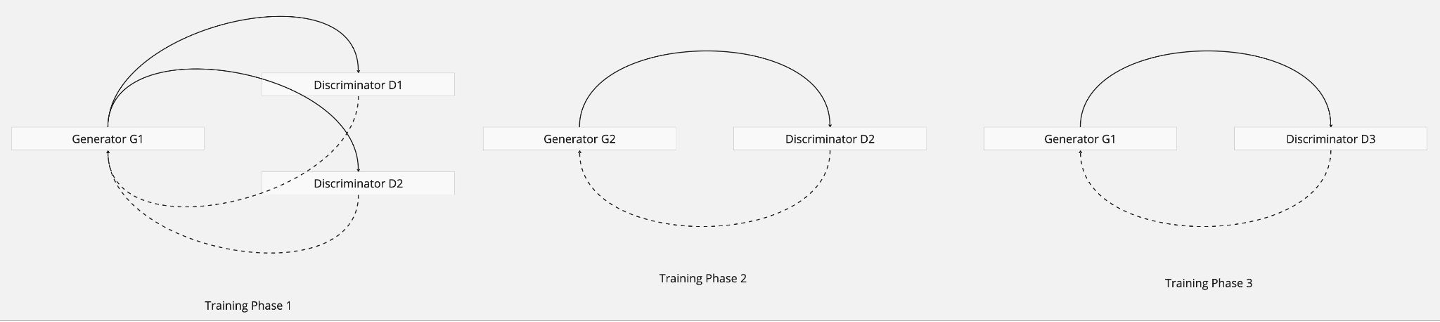 Discriminator D1
Generator G1
Discriminator D2
Training Phase 1
Generator G2
Discriminator D2
Training Phase 2
Generator G1
Discriminator D3
Training Phase 3